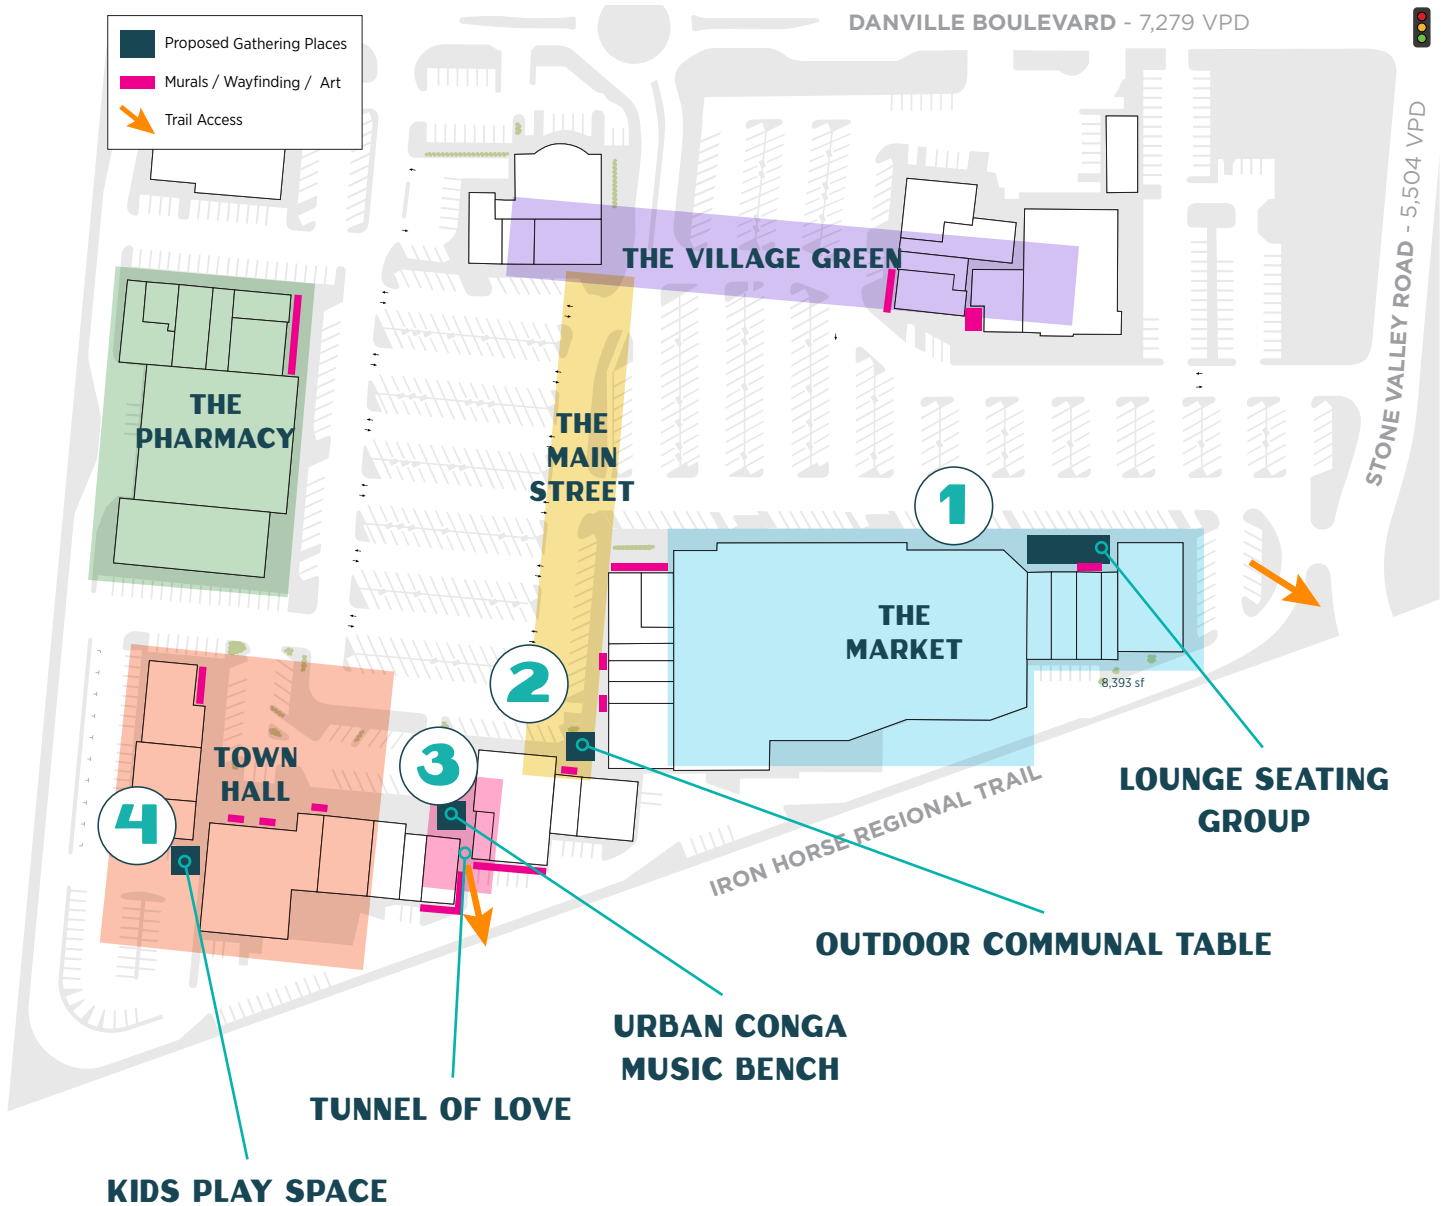 DANVILLE BOULEVARD - 7,279 VPD
Proposed Gathering Places
Murals / Wayfinding / Art
Trail Access
STONE VALLEY ROAD - 5,504 VPD
THE VILLAGE GREEN
THE
PHARMACY
THE
MAIN
STREET
1
THE
MARKET
8,393 sf
2
3
TOWN
HALL
4
IRON HORSE REGIONAL TRAIL
LOUNGE SEATING
GROUP
OUTDOOR COMMUNAL TABLE
URBAN CONGA
MUSIC BENCH
TUNNEL OF LOVE
KIDS PLAY SPACE